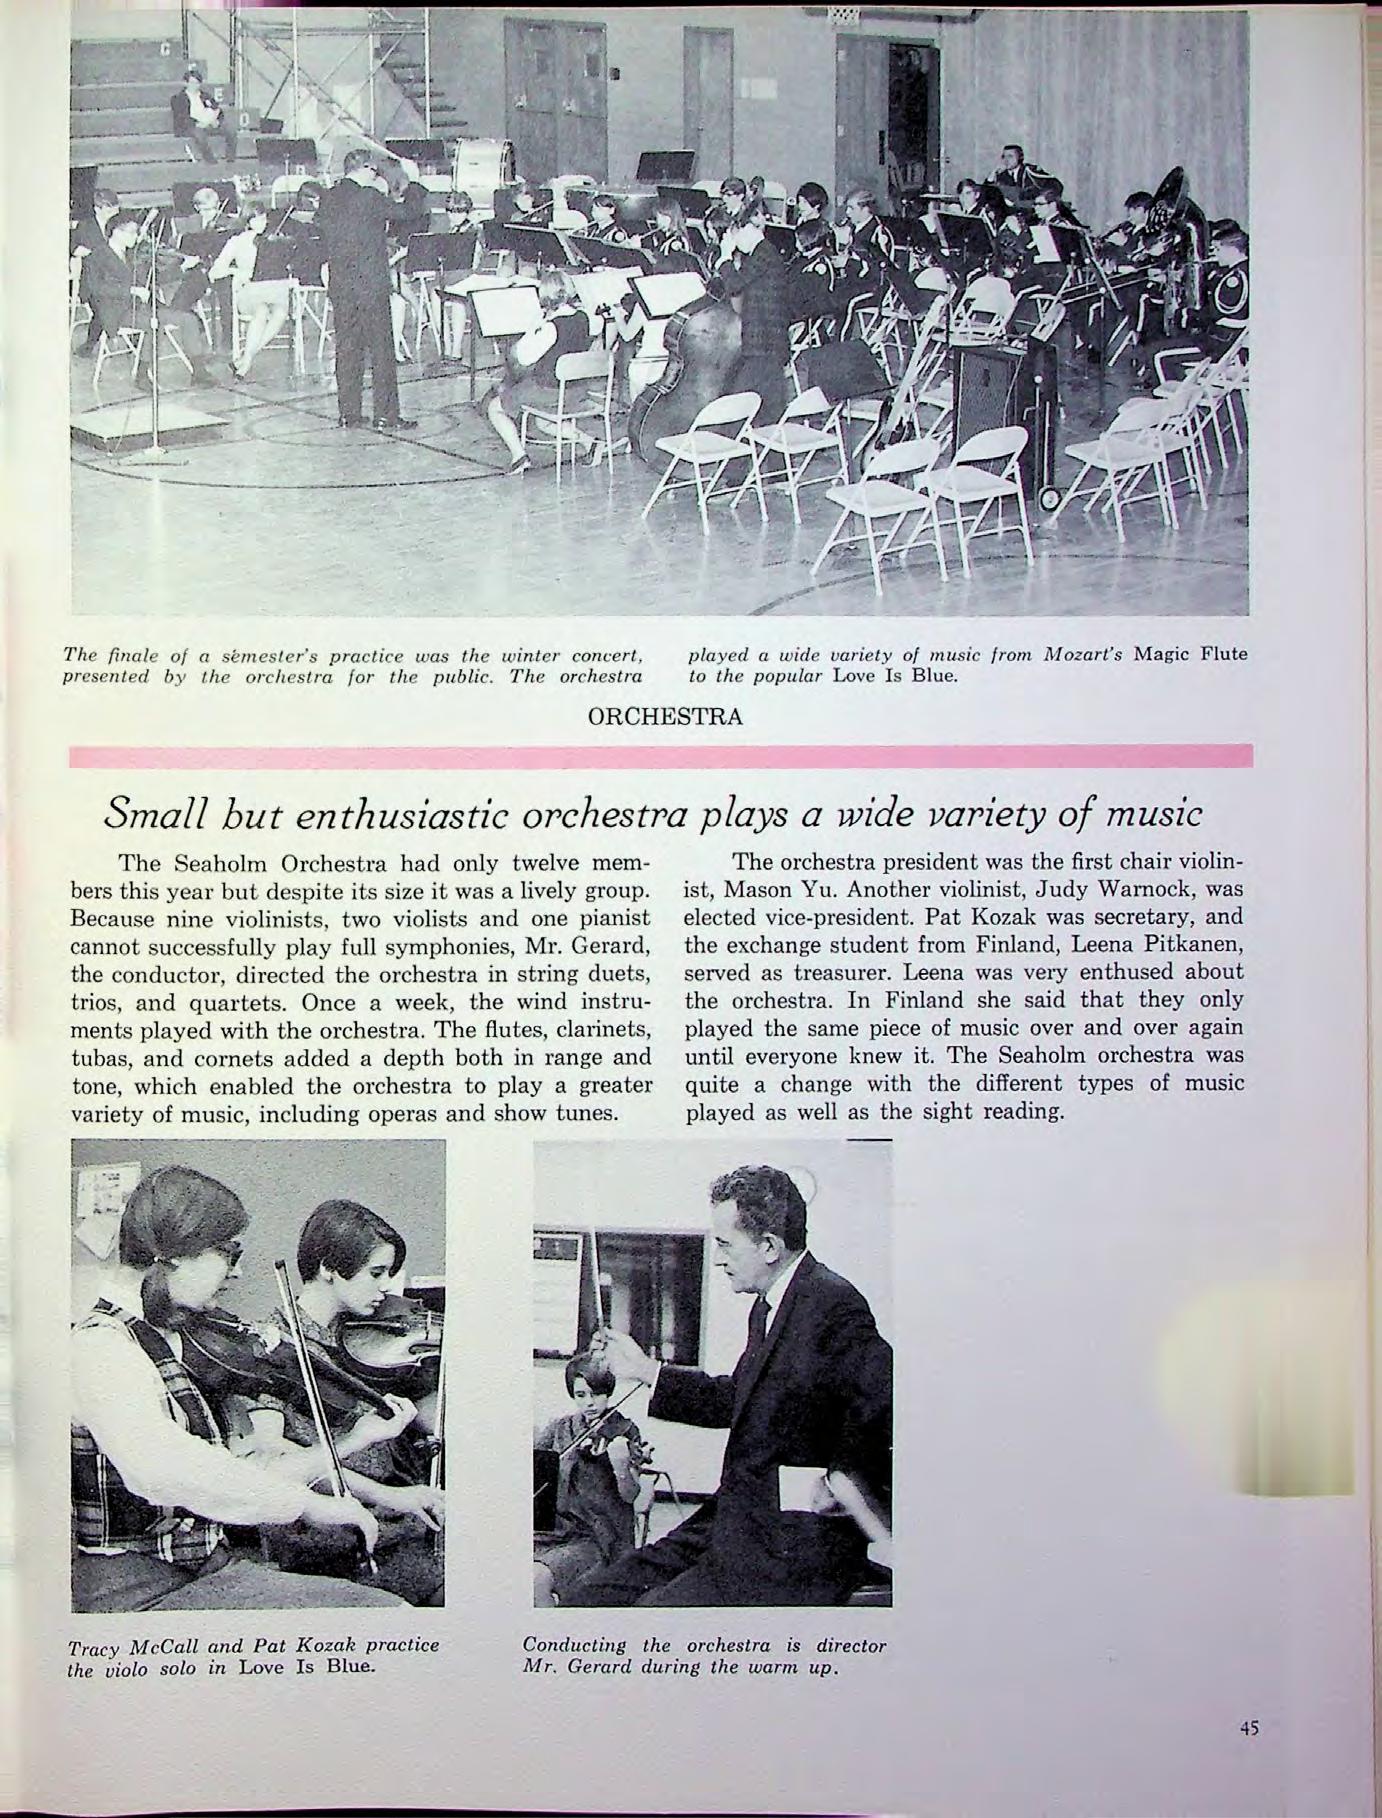 C
E
O
The finale of a semester's practice was the winter concert,
presented by the orchestra for the public. The orchestra
played a wide variety of music from Mozart's Magic Flute
to the popular Love Is Blue.
ORCHESTRA
Small but enthusiastic orchestra plays a wide variety of music
The Seaholm Orchestra had only twelve mem-
bers this year but despite its size it was a lively group.
Because nine violinists, two violists and one pianist
cannot successfully play full symphonies, Mr. Gerard,
the conductor, directed the orchestra in string duets,
trios, and quartets. Once a week, the wind instru-
ments played with the orchestra. The flutes, clarinets,
tubas, and cornets added a depth both in range and
tone, which enabled the orchestra to play a greater
variety of music, including operas and show tunes.
The orchestra president was the first chair violin-
ist, Mason Yu. Another violinist, Judy Warnock, was
elected vice-president. Pat Kozak was secretary, and
the exchange student from Finland, Leena Pitkanen,
served as treasurer. Leena was very enthused about
the orchestra. In Finland she said that they only
played the same piece of music over and over again
until everyone knew it. The Seaholm orchestra was
quite a change with the different types of music
played as well as the sight reading.
Tracy McCall and Pat Kozak practice
the violo solo in Love Is Blue.
Conducting the orchestra is director
Mr. Gerard during the warm up.
45